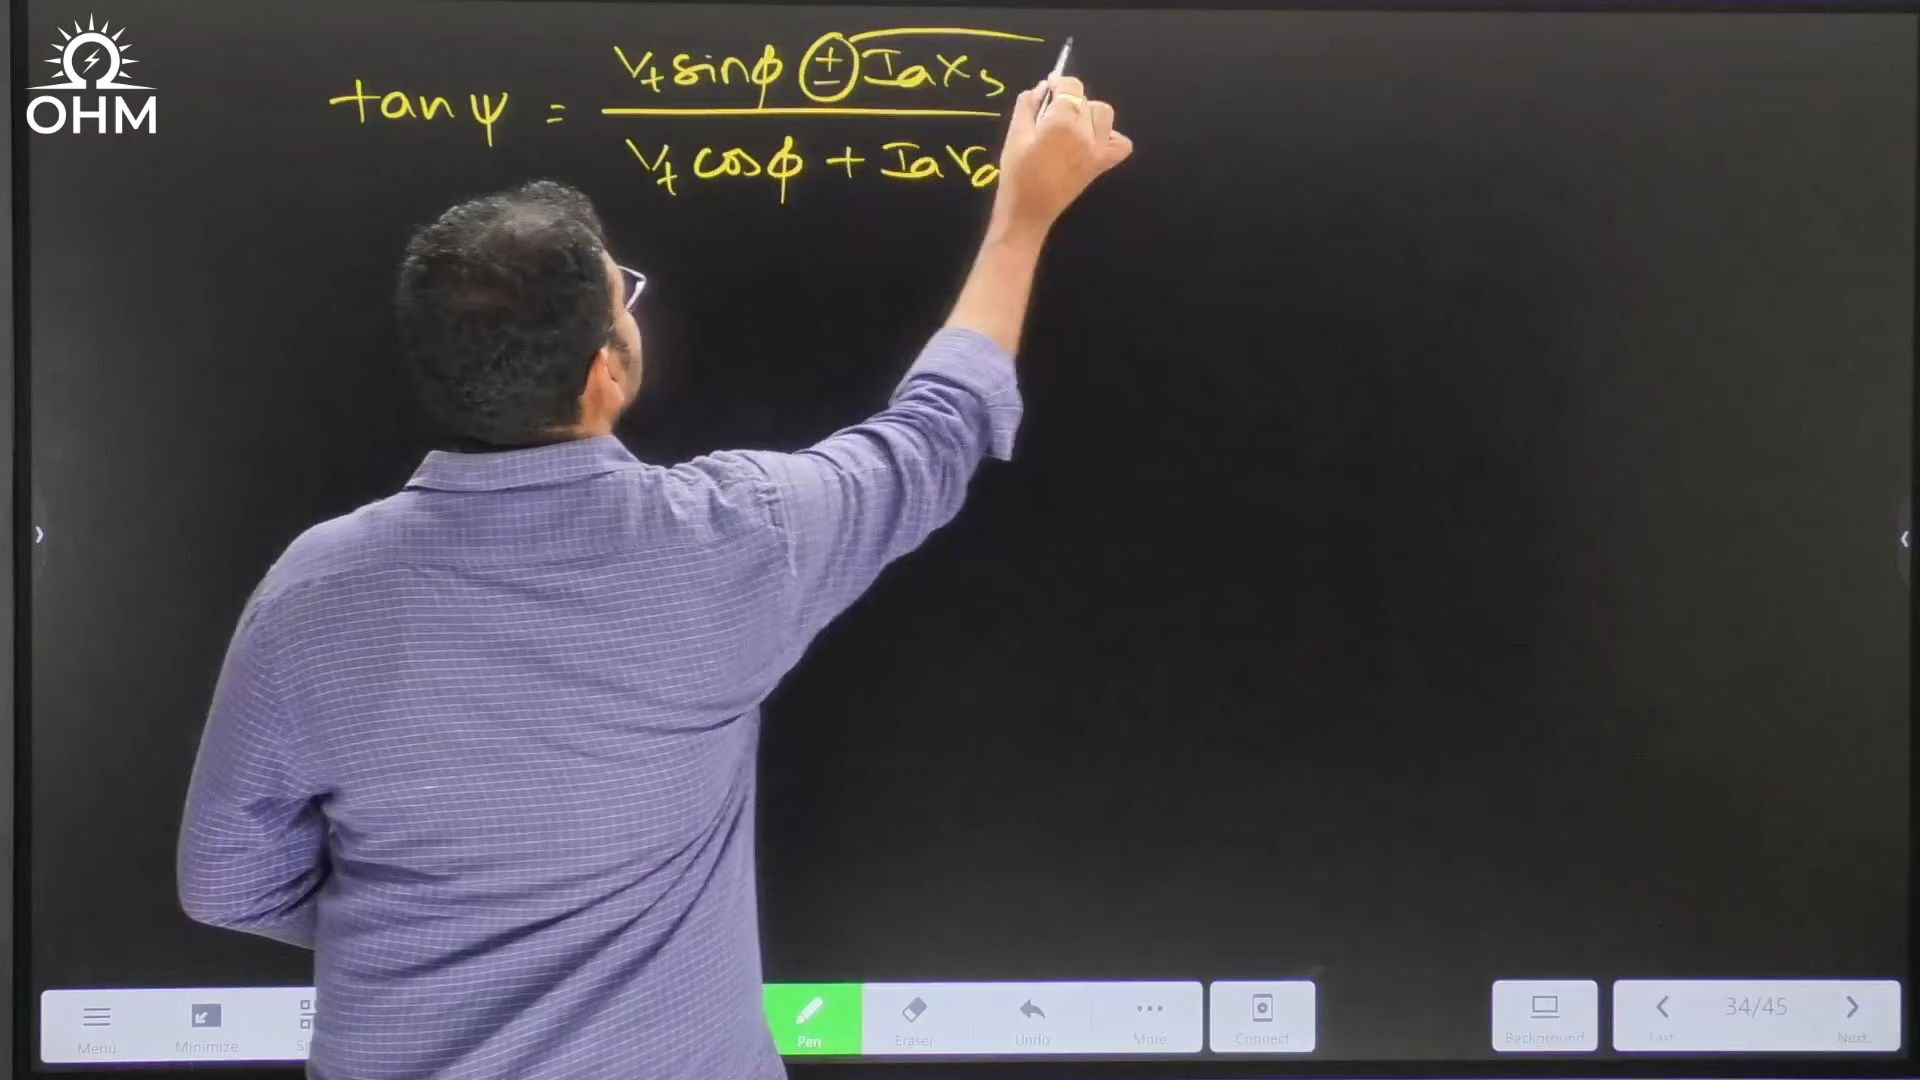 OHM
tan ψ = (Vt sinφ ± Ia Xs) / (Vt cosφ + Ia ra)
Menu
Minimize
Pen
Eraser
Undo
More
Connect
Background
Last
34/45
Next